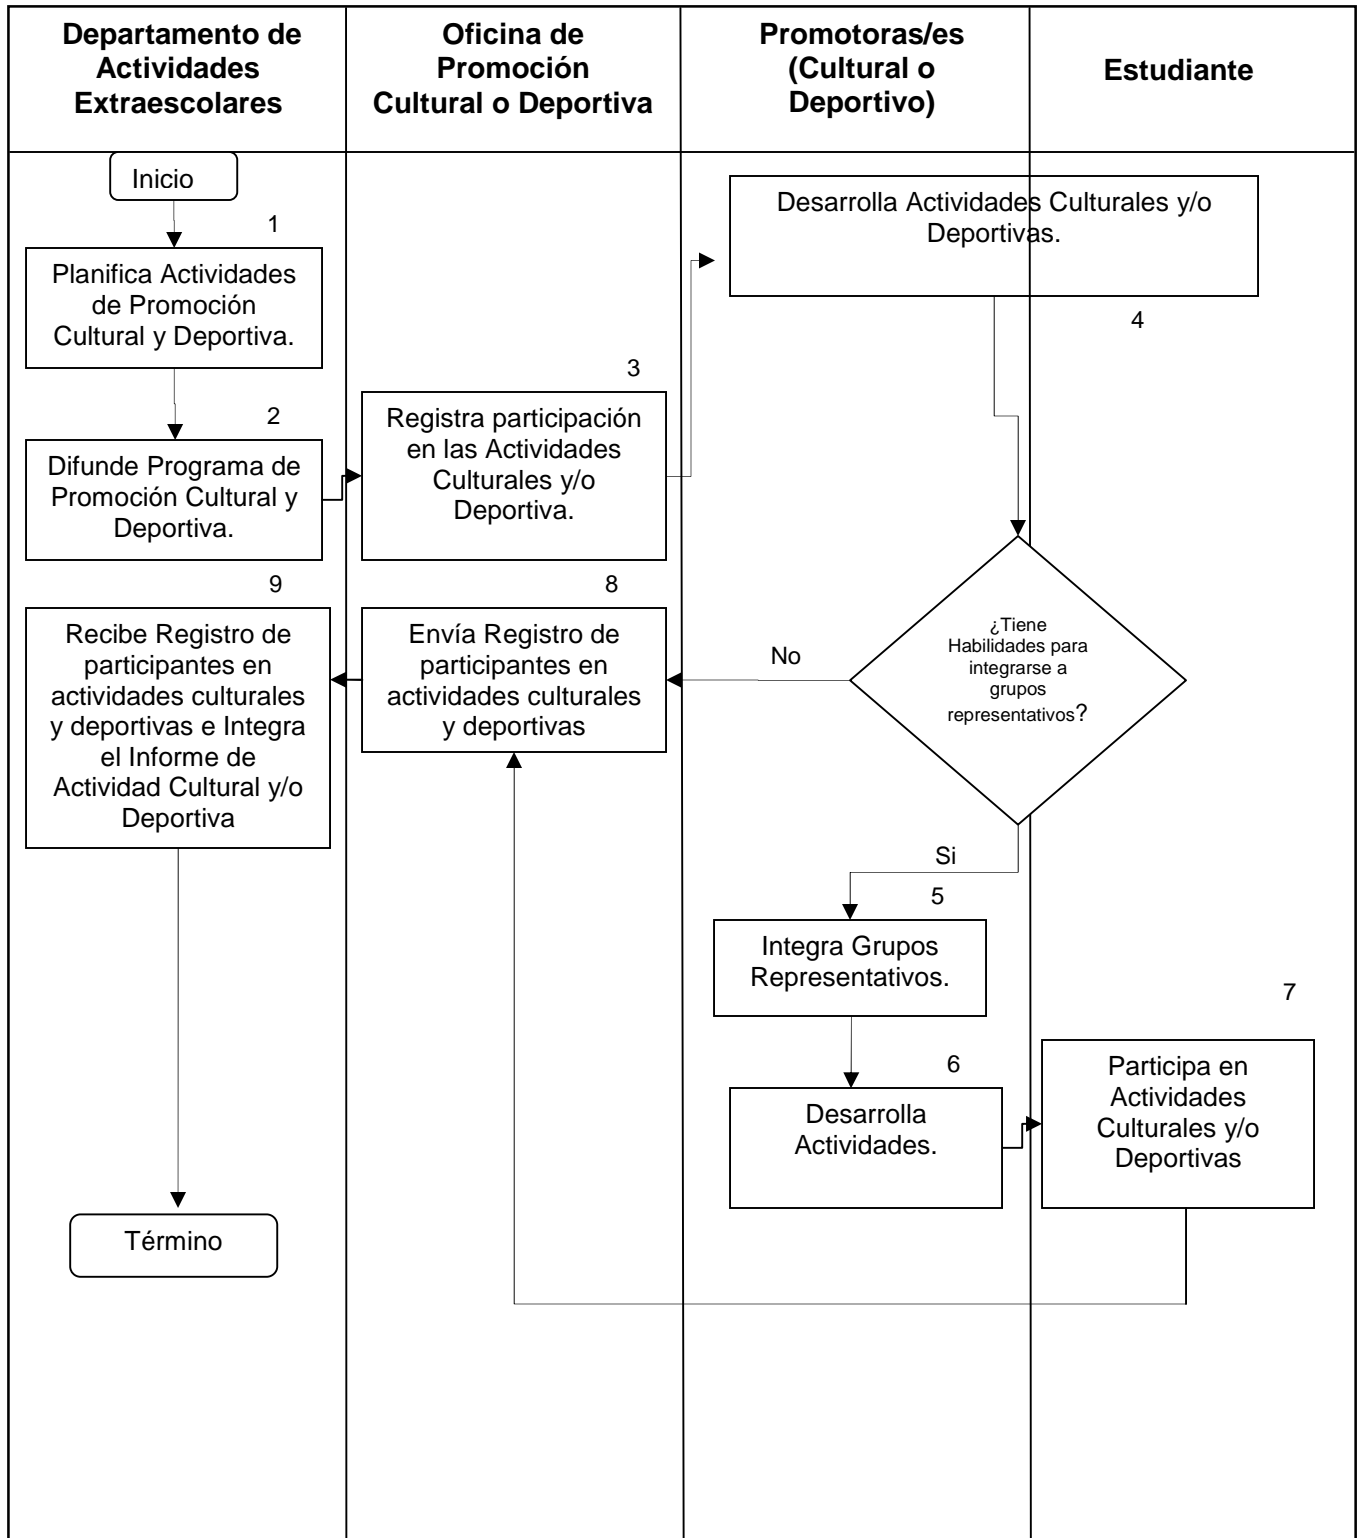 Departamento de
Actividades
Extraescolares
Oficina de
Promoción
Cultural o Deportiva
Promotoras/es
(Cultural o
Deportivo)
Estudiante
Inicio
1
Planifica Actividades
de Promoción
Cultural y Deportiva.
2
Difunde Programa de
Promoción Cultural y
Deportiva.
3
Registra participación
en las Actividades
Culturales y/o
Deportiva.
Desarrolla Actividades Culturales y/o
Deportivas.
4
¿Tiene
Habilidades para
integrarse a
grupos
representativos?
No
Si
5
Integra Grupos
Representativos.
6
Desarrolla
Actividades.
7
Participa en
Actividades
Culturales y/o
Deportivas
8
Envía Registro de
participantes en
actividades culturales
y deportivas
9
Recibe Registro de
participantes en
actividades culturales
y deportivas e Integra
el Informe de
Actividad Cultural y/o
Deportiva
Término